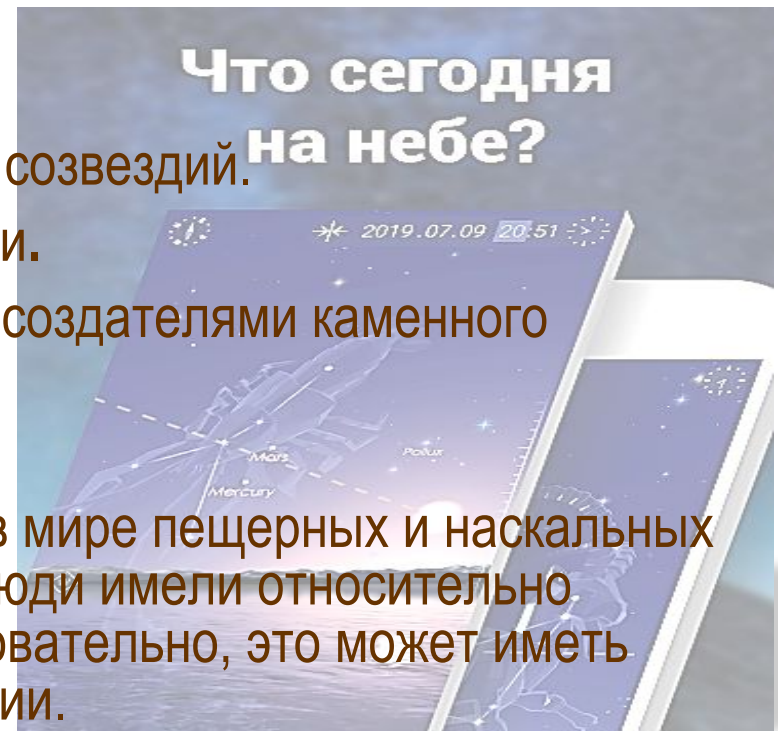 Что сегодня
на небе?
созвездий.
и.
2019.07.09 20:51
создателями каменного
Mars
Pollux
Mercury
в мире пещерных и наскальных
юди имели относительно
овательно, это может иметь
ии.